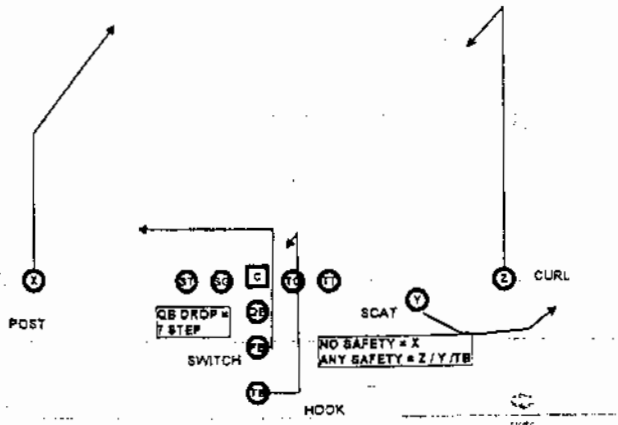 X
ST
SG
C
TG
TT
Z
CURL
Y
SCAT
POST
QB DROP =
7 STEP
QB
SWITCH
FB
NO SAFETY = X
ANY SAFETY = Z / Y /TB
TB
HOOK